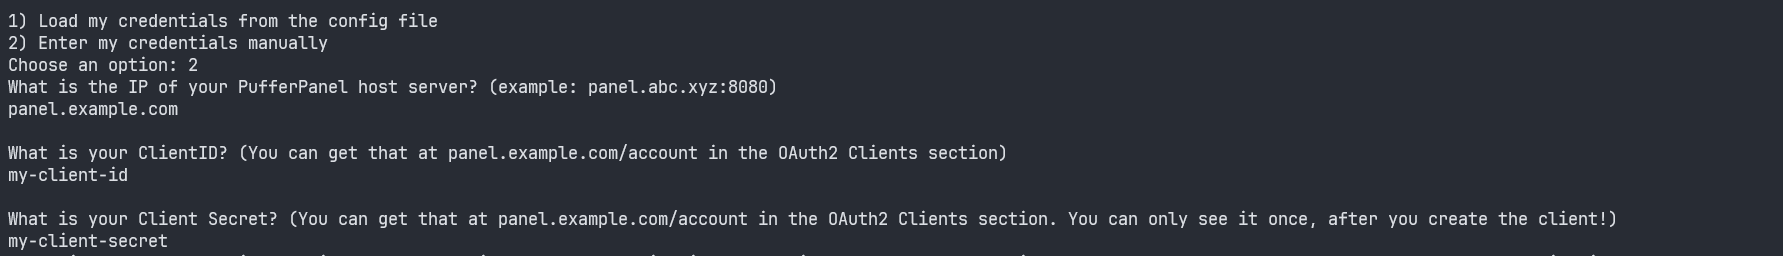 1) Load my credentials from the config file
2) Enter my credentials manually
Choose an option: 2
What is the IP of your PufferPanel host server? (example: panel.abc.xyz:8080)
panel.example.com
What is your ClientID? (You can get that at panel.example.com/account in the OAuth2 Clients section)
my-client-id
What is your Client Secret? (You can get that at panel.example.com/account in the OAuth2 Clients section. You can only see it once, after you create the client!)
my-client-secret